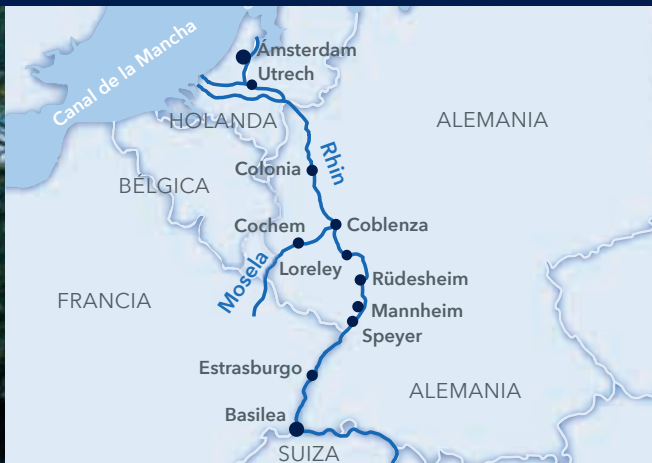 Canal de la Mancha
Ámsterdam
Utrech
HOLANDA
ALEMANIA
Rhin
Colonia
BÉLGICA
Cochem
Coblenza
Loreley
Mosela
Rüdesheim
FRANCIA
Mannheim
Speyer
Estrasburgo
ALEMANIA
Basilea
SUIZA